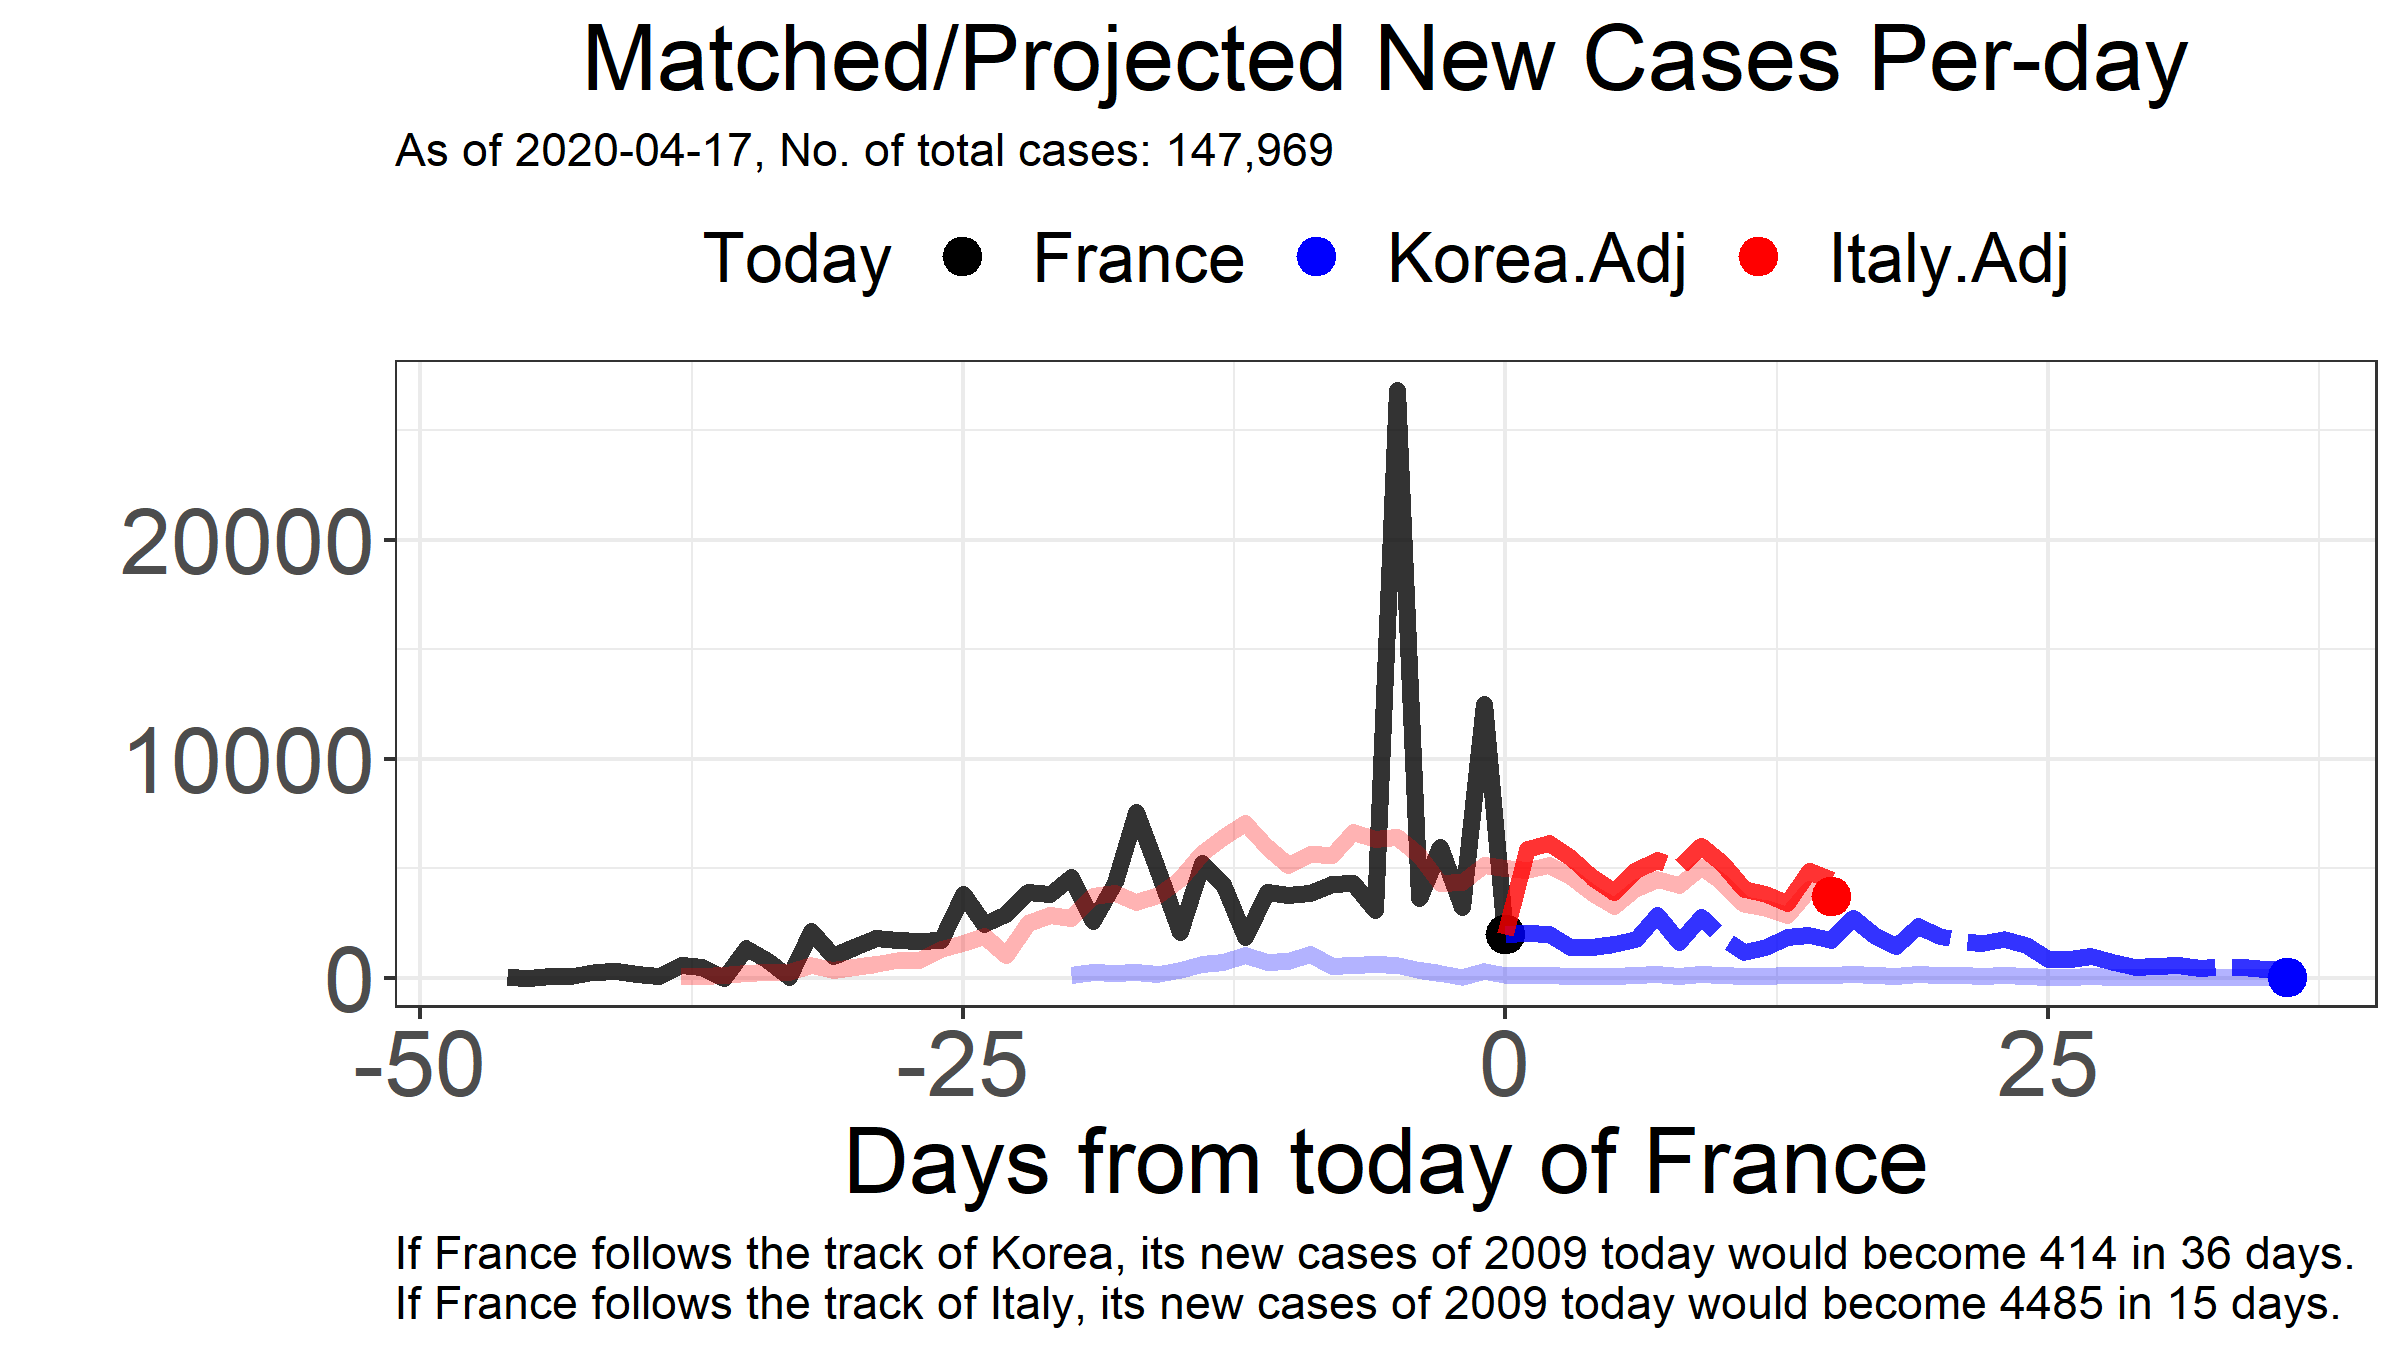 Matched/Projected New Cases Per-day
As of 2020-04-17, No. of total cases: 147,969
Today France Korea.Adj Italy.Adj
20000
10000
0
-50 -25 0 25
Days from today of France
If France follows the track of Korea, its new cases of 2009 today would become 414 in 36 days.
If France follows the track of Italy, its new cases of 2009 today would become 4485 in 15 days.